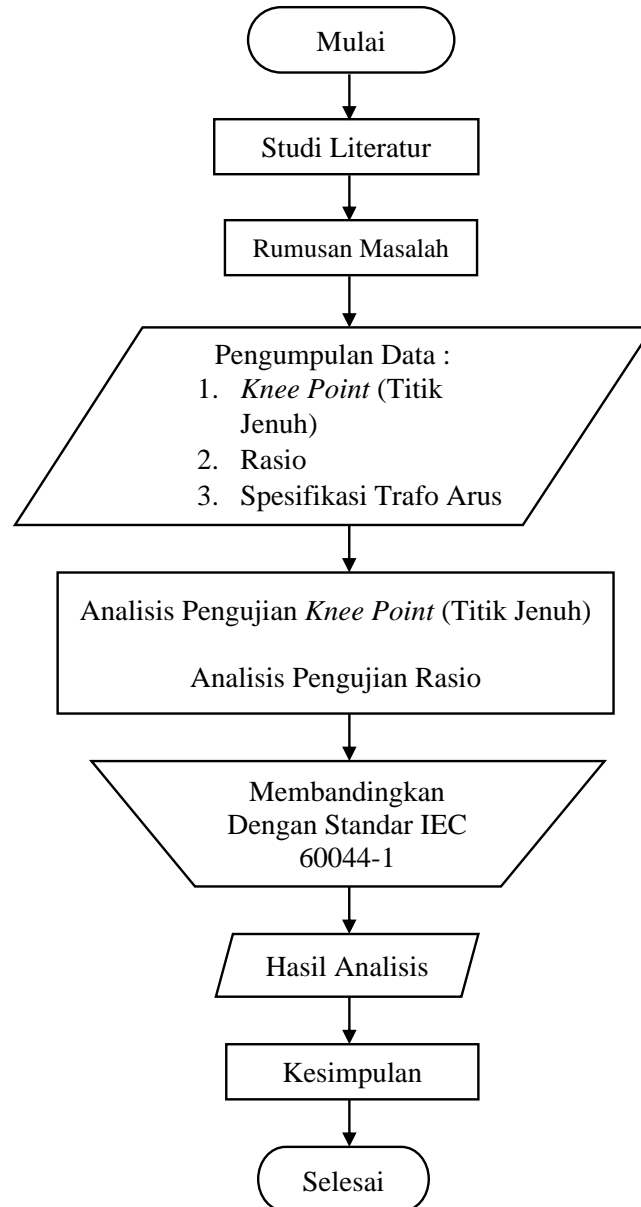 Mulai
Studi Literatur
Rumusan Masalah
Pengumpulan Data :
1. Knee Point (Titik
Jenuh)
2. Rasio
3. Spesifikasi Trafo Arus
Analisis Pengujian Knee Point (Titik Jenuh)
Analisis Pengujian Rasio
Membandingkan
Dengan Standar IEC
60044-1
Hasil Analisis
Kesimpulan
Selesai